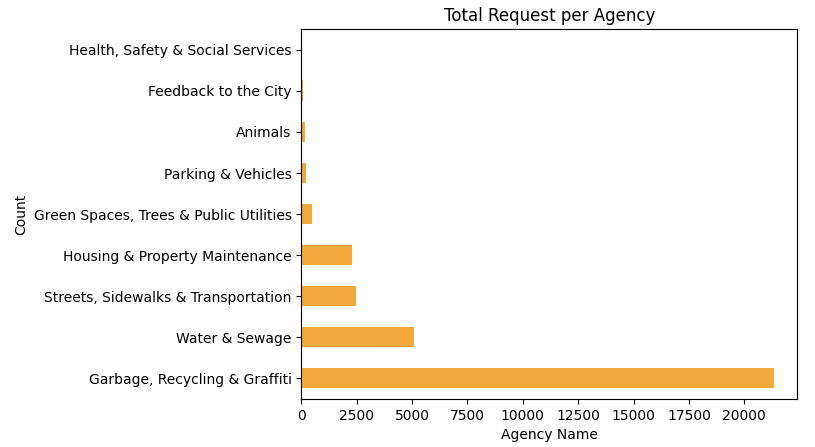 Total Request per Agency
Health, Safety & Social Services
Feedback to the City
Animals
Parking & Vehicles
Green Spaces, Trees & Public Utilities
Housing & Property Maintenance
Streets, Sidewalks & Transportation
Water & Sewage
Garbage, Recycling & Graffiti
Count
0 2500 5000 7500 10000 12500 15000 17500 20000
Agency Name